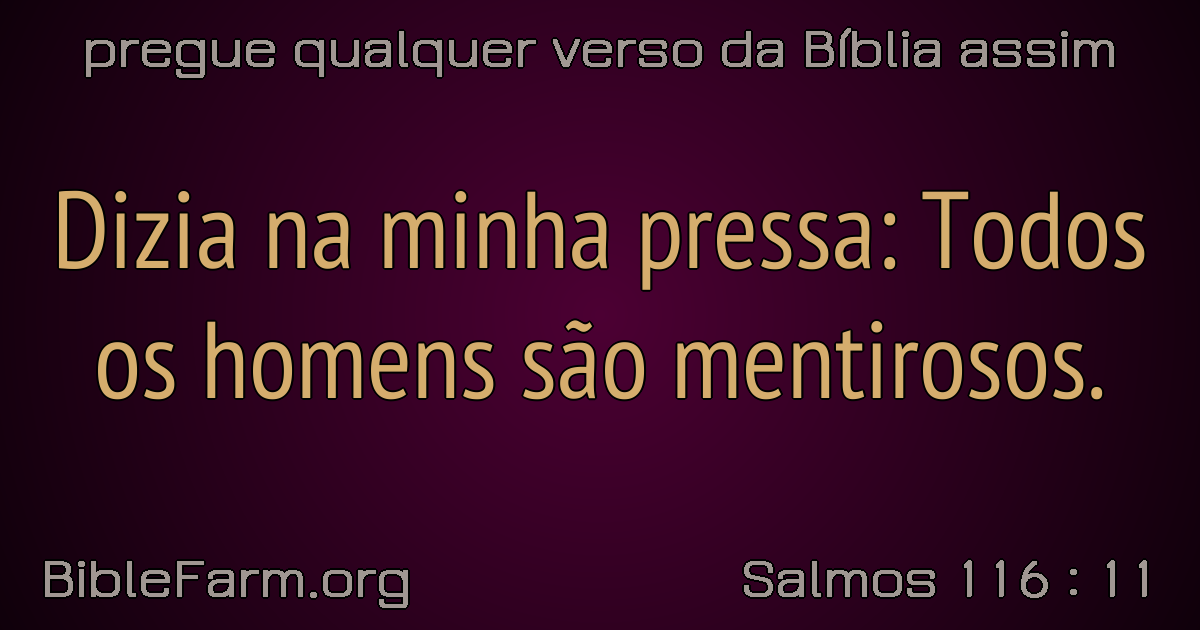 pregue qualquer verso da Bíblia assim
Dizia na minha pressa: Todos
os homens são mentirosos.
BibleFarm.org
Salmos 116 : 11